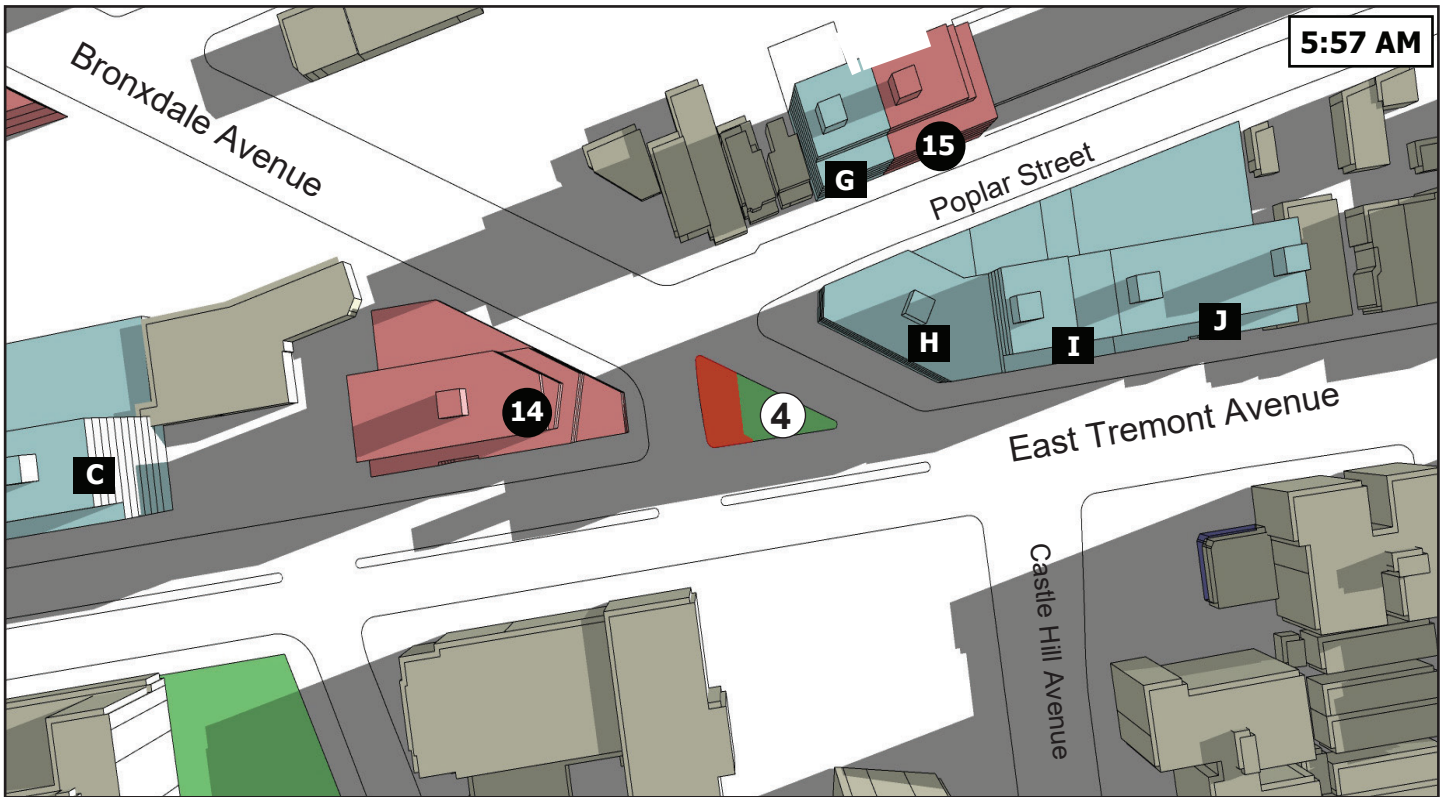 5:57 AM
Bronxdale Avenue
15
G
Poplar Street
H
I
J
14
4
C
East Tremont Avenue
Castle Hill Avenue